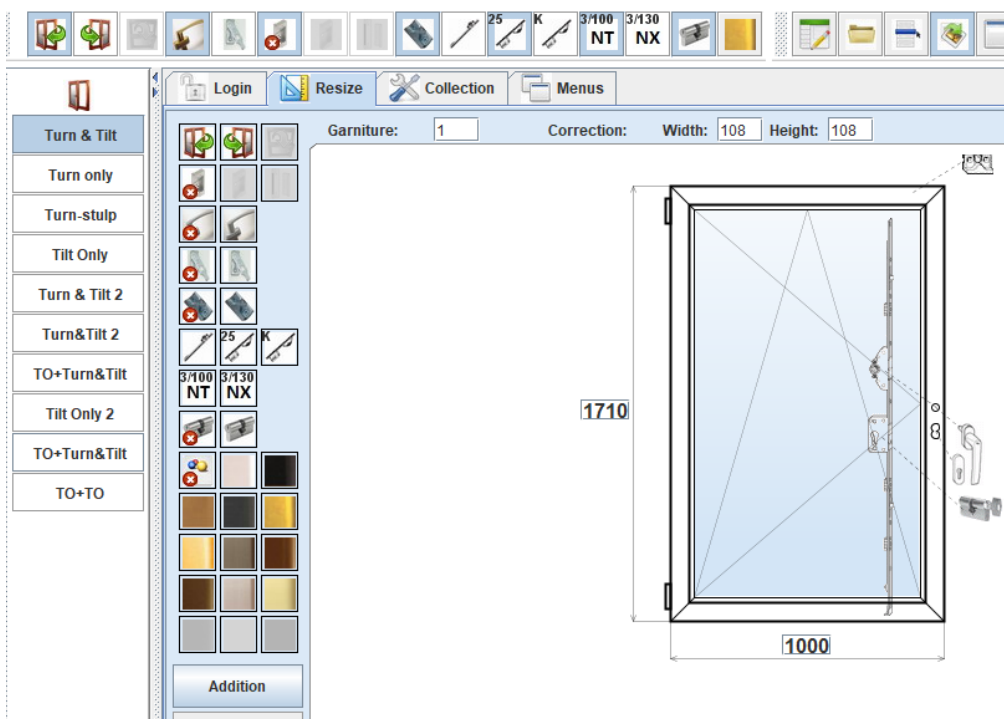 25 K 3/100 NT 3/130 NX
Login Resize Collection Menus
Turn & Tilt
Turn only
Turn-stulp
Tilt Only
Turn & Tilt 2
Turn&Tilt 2
TO+Turn&Tilt
Tilt Only 2
TO+Turn&Tilt
TO+TO
Garniture: 1 Correction: Width: 108 Height: 108
25 K
3/100 NT 3/130 NX
Addition
1710
1000